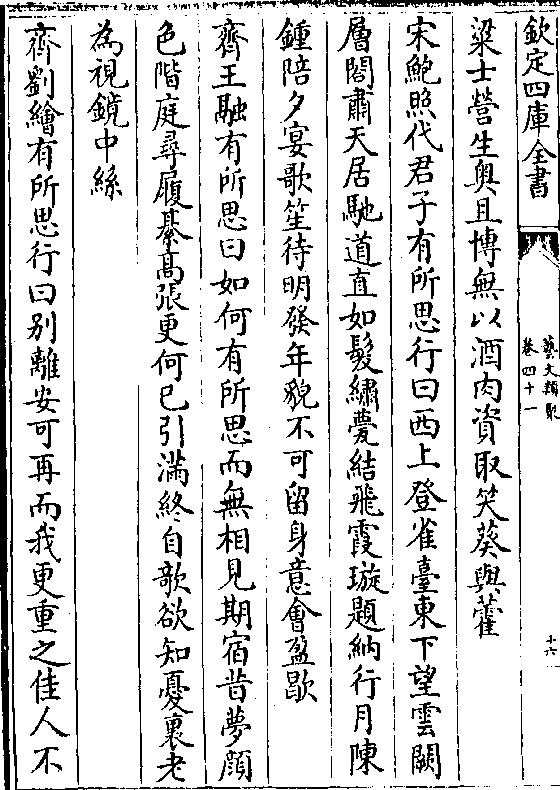 欽定四庫全書
藝文類聚
卷四十一
十六
粱士營生奥且博無以酒肉資取笑葵與藿
宋鮑照代君子有所思行曰西上登雀臺東下望雲闕
層閣肅天居馳道直如髮繡甍結飛霞璇題納行月陳
鍾陪夕宴歌笙待明發年貌不可留身意會盈歇
齊王融有所思曰如何有所思而無相見期宿昔夢顔
色階庭尋履綦髙張更何已引滿終自歌欲知憂裏老
為視鏡中絲
齊劉繪有所思行曰别離安可再而我更重之佳人不